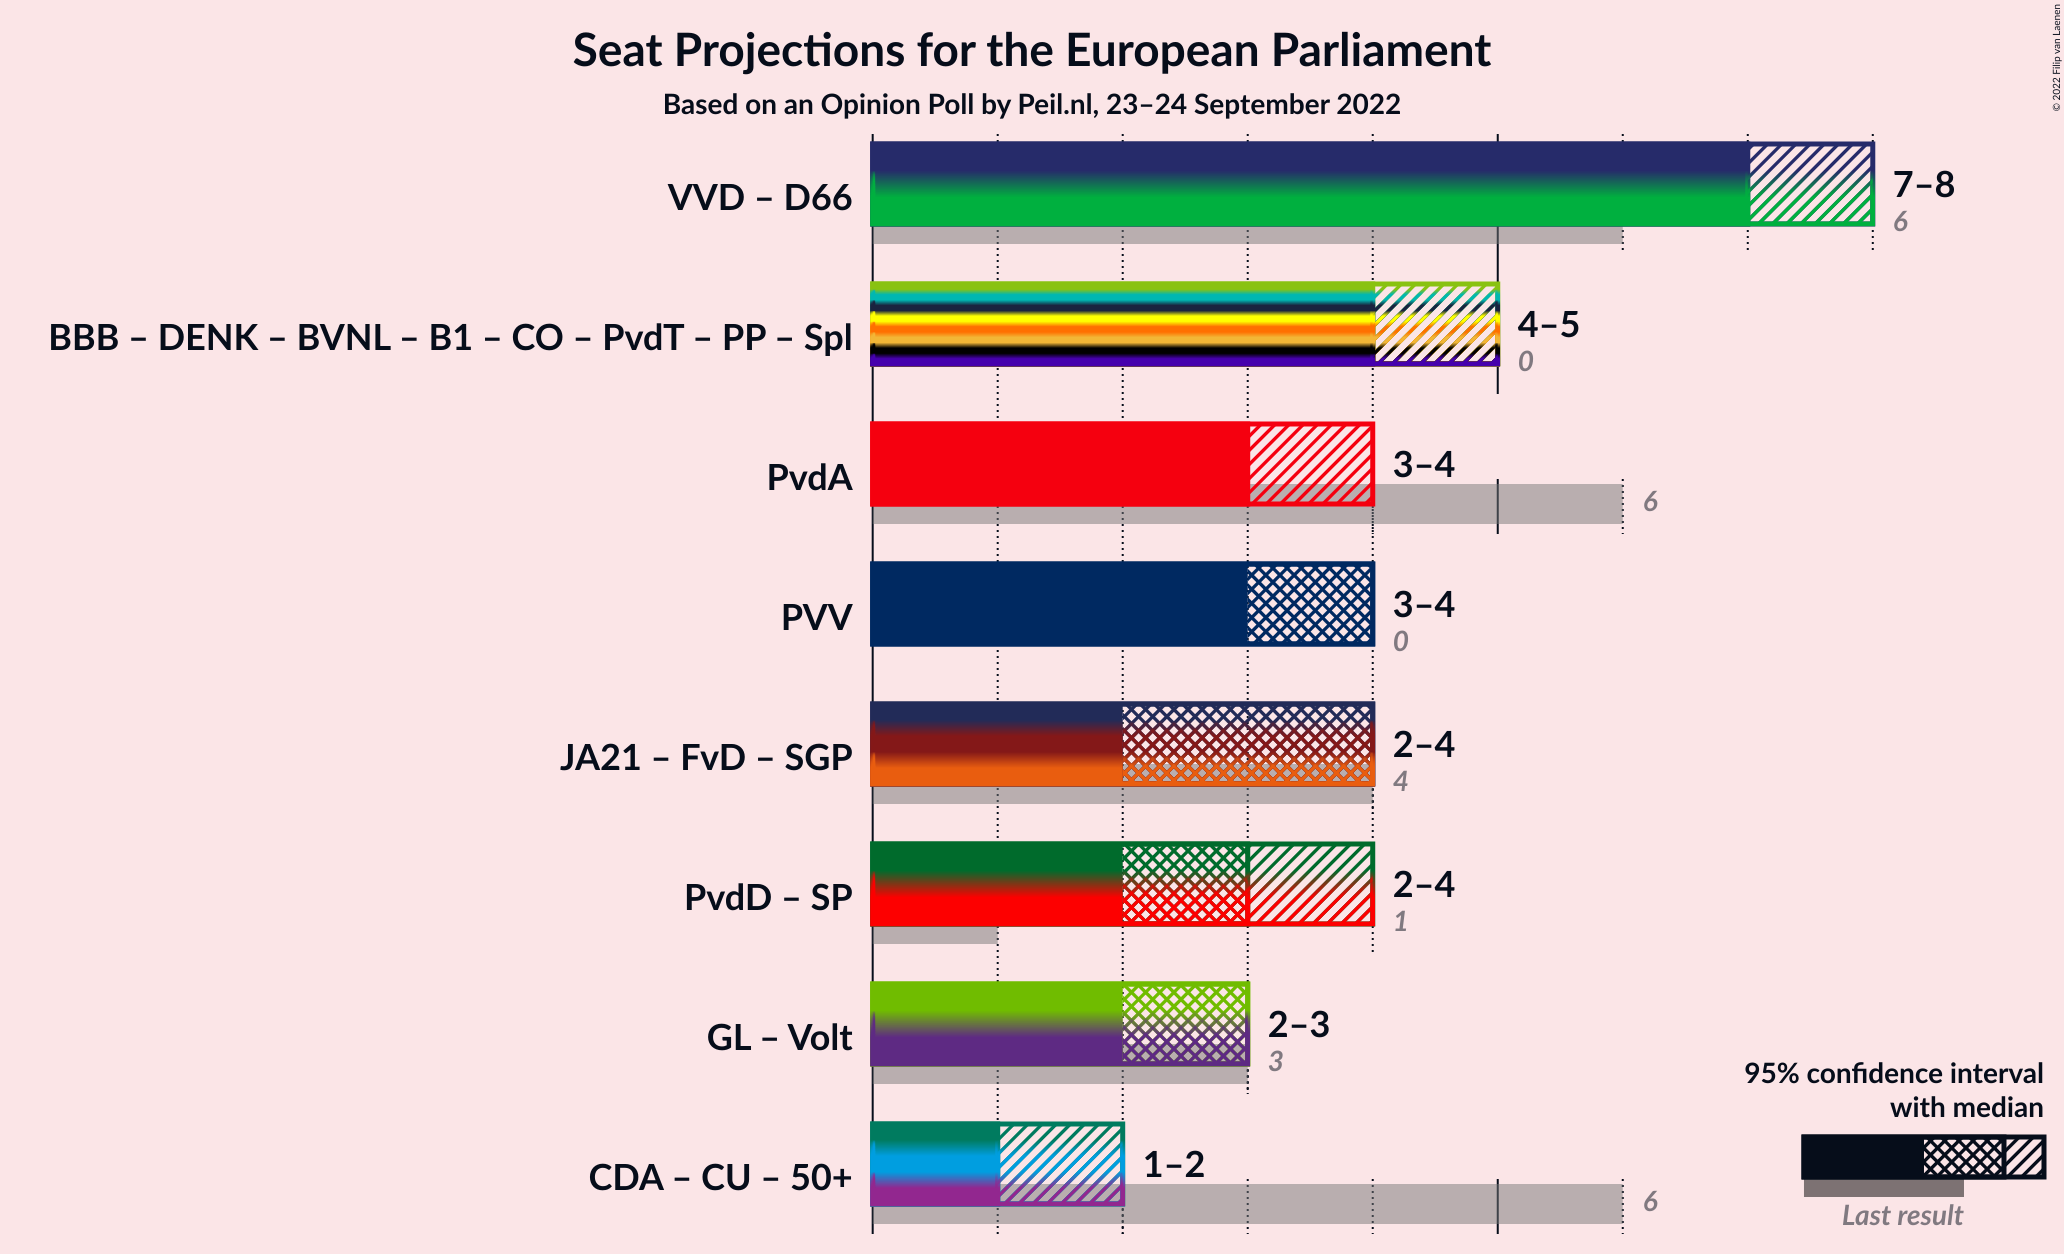 Seat Projections for the European Parliament
Based on an Opinion Poll by Peil.nl, 23–24 September 2022
© 2022 Filip van Laenen
VVD – D66
7–8
6
BBB – DENK – BVNL – B1 – CO – PvdT – PP – Spl
4–5
0
PvdA
3–4
6
PVV
3–4
0
JA21 – FvD – SGP
2–4
4
PvdD – SP
2–4
1
GL – Volt
2–3
3
CDA – CU – 50+
1–2
6
95% confidence interval
with median
Last result